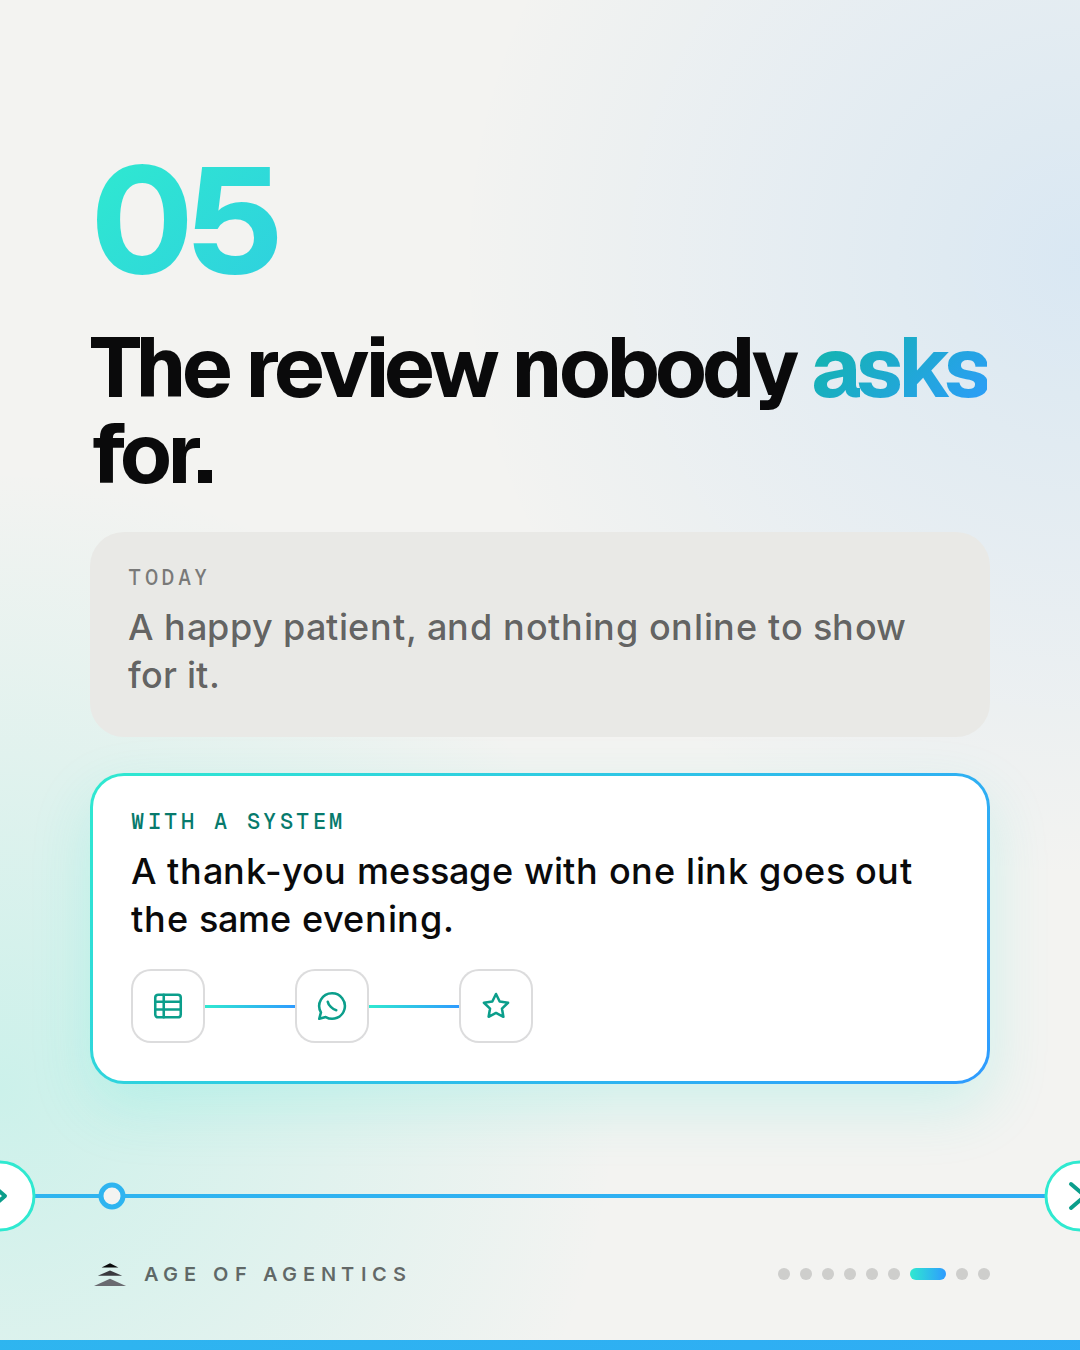 05
The review nobody asks
for.
TODAY
A happy patient, and nothing online to show
for it.
WITH A SYSTEM
A thank-you message with one link goes out
the same evening.
AGE OF AGENTICS